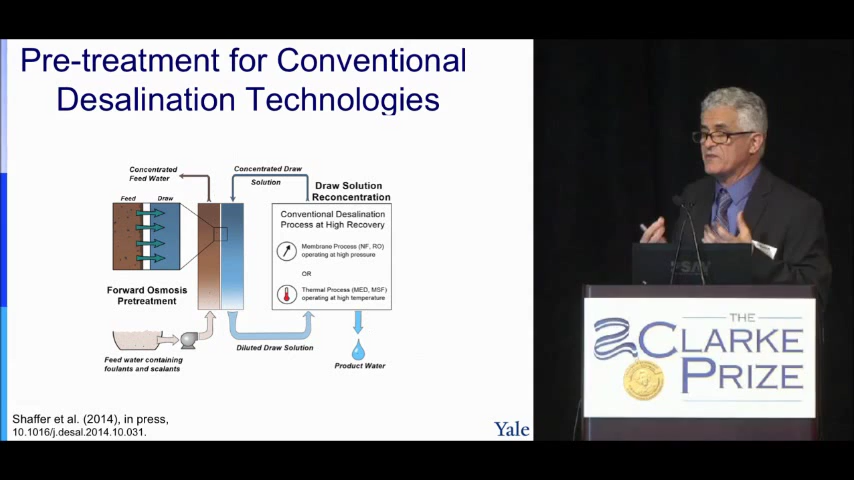 Pre-treatment for Conventional
Desalination Technologies
Concentrated
Feed Water
Concentrated Draw
Solution
Draw Solution
Reconcentration
Feed
Draw
Conventional Desalination
Process at High Recovery
Membrane Process (NF, RO)
operating at high pressure
OR
Thermal Process (MED, MSF)
operating at high temperature
Forward Osmosis
Pretreatment
Feed water containing
foulants and scalants
Diluted Draw Solution
Product Water
Shaffer et al. (2014), in press,
10.1016/j.desal.2014.10.031.
Yale
THE
CLARKE
PRIZE